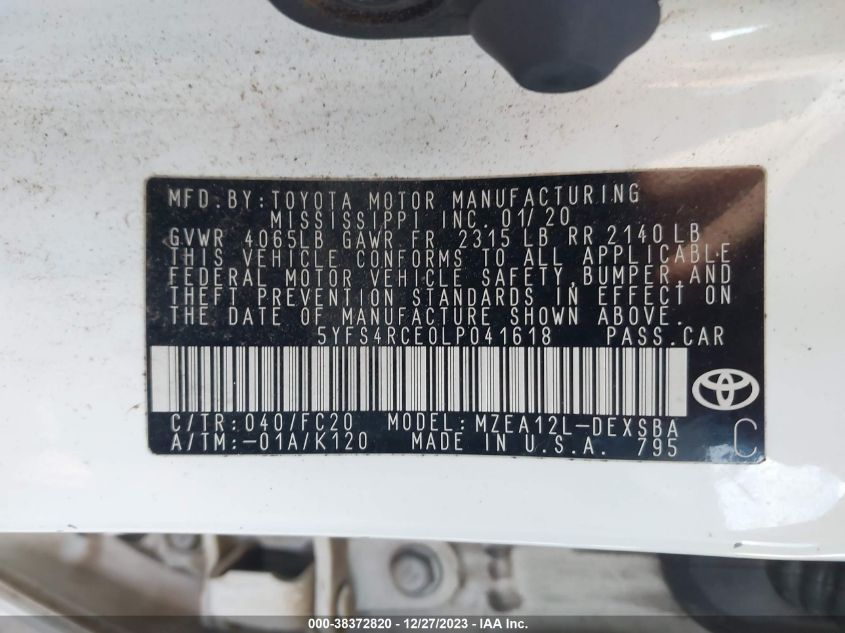 MFD. BY: TOYOTA MOTOR MANUFACTURING
MISSISSIPPI INC. 01/20
GVWR 4065LB GAWR FR 2315 LB RR 2140 LB
THIS VEHICLE CONFORMS TO ALL APPLICABLE
FEDERAL MOTOR VEHICLE SAFETY, BUMPER, AND
THEFT PREVENTION STANDARDS IN EFFECT ON
THE DATE OF MANUFACTURE SHOWN ABOVE.
5YFS4RCE0LP041618 PASS. CAR
C/TR: 040/FC20 MODEL: MZEA12L-DEXSBA
A/TM: -01A/K120 MADE IN U.S.A. 795 C
000-38372820 - 12/27/2023 - IAA Inc.